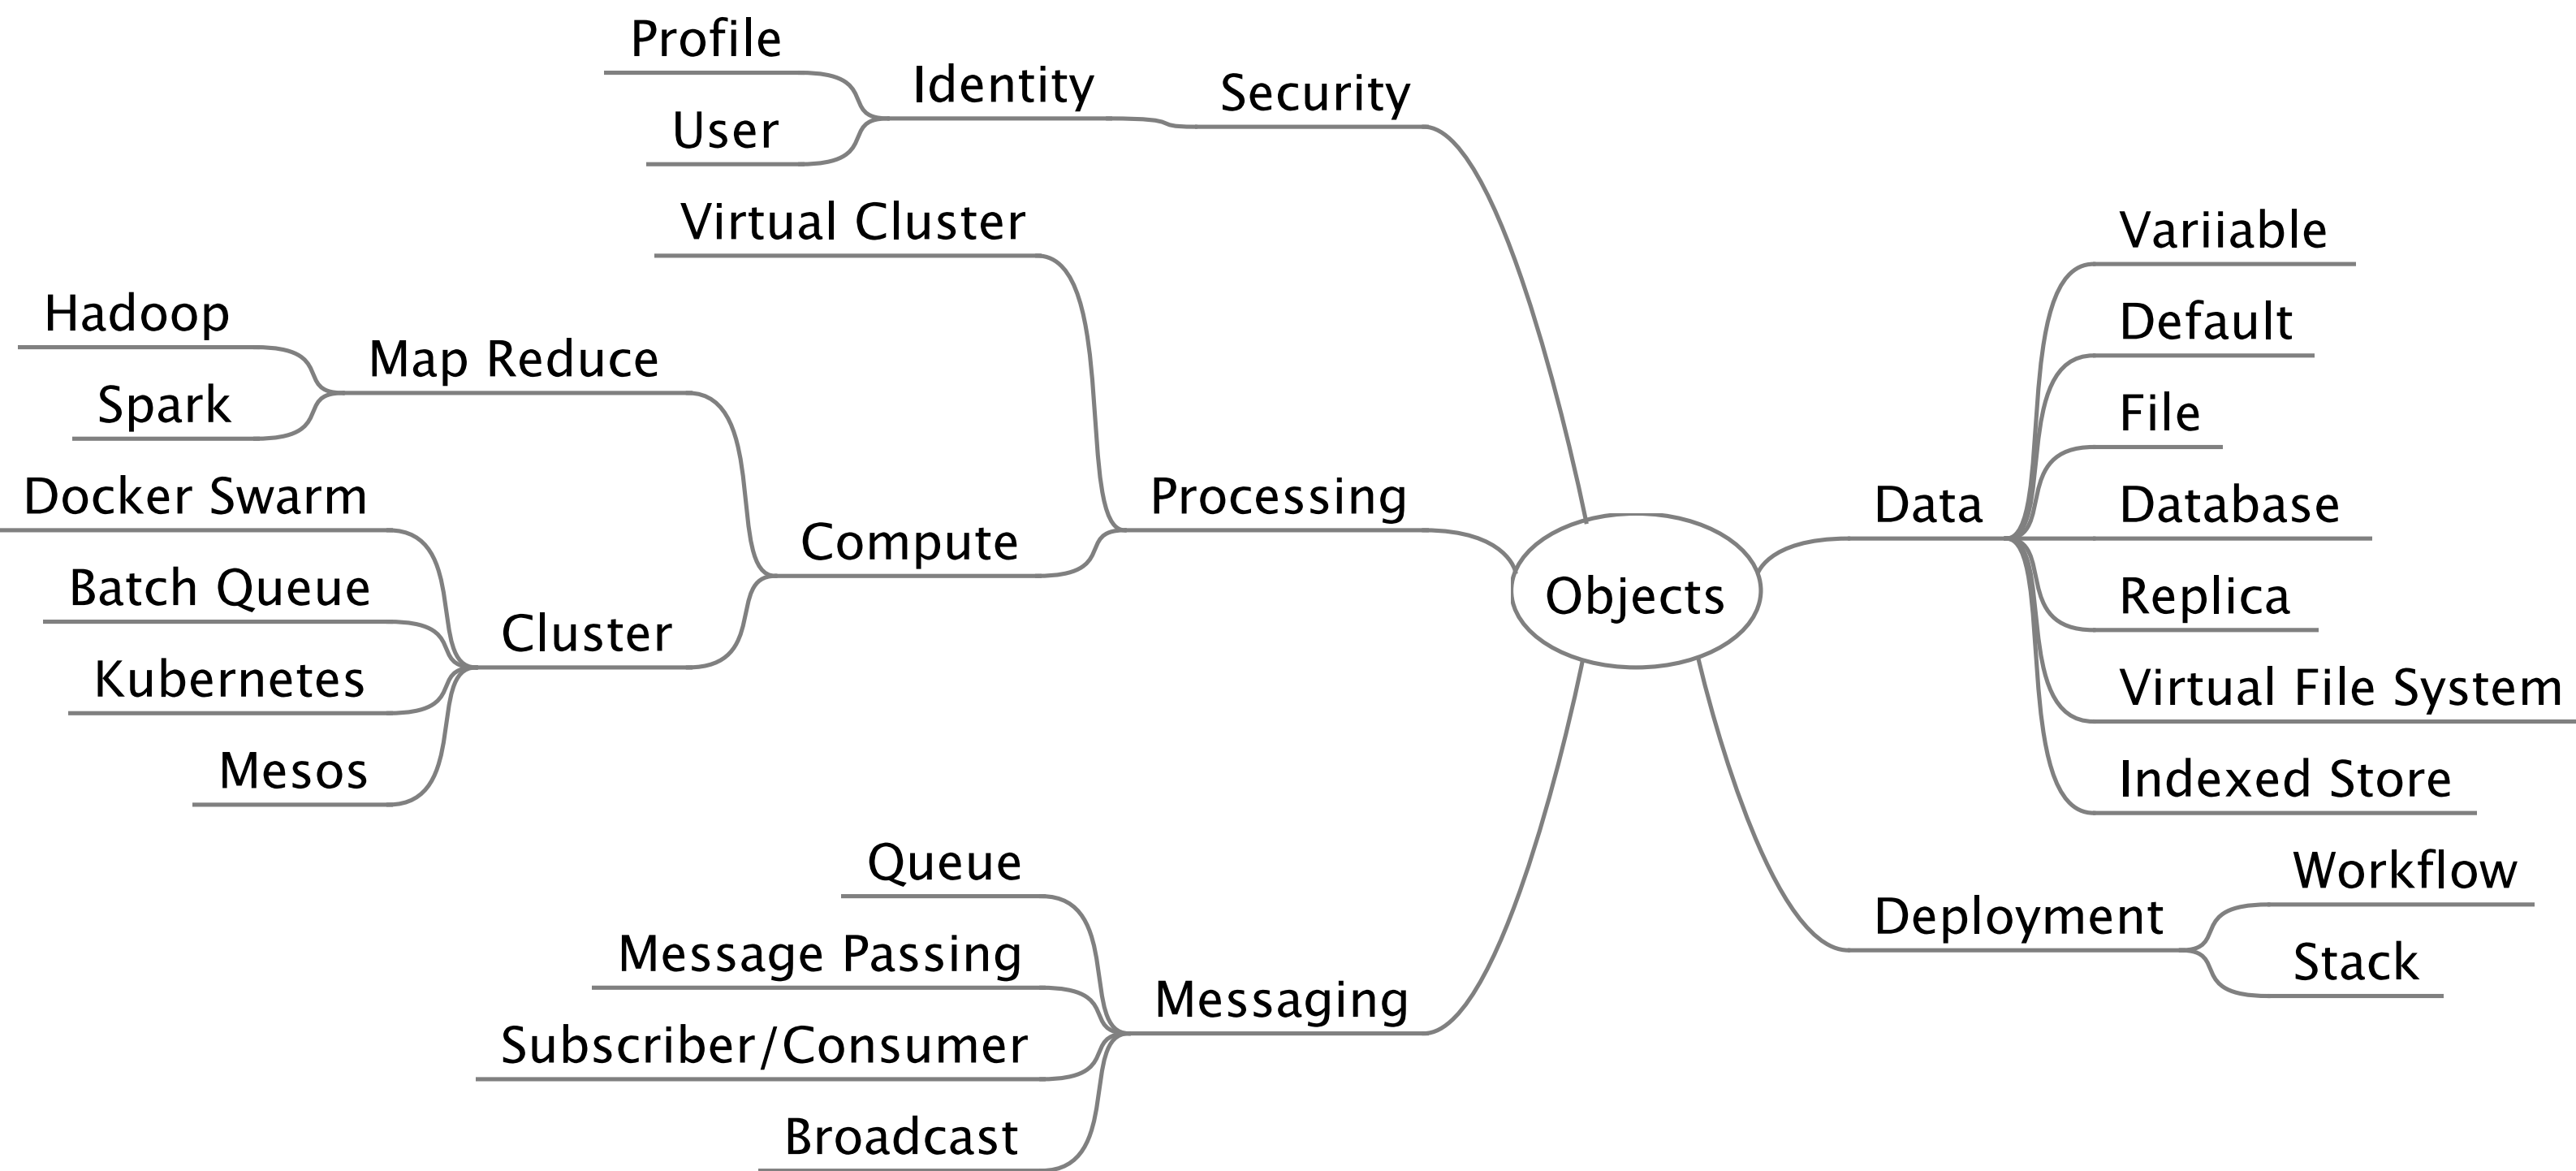 Profile
Identity
Security
User
Virtual Cluster
Hadoop
Map Reduce
Spark
Docker Swarm
Processing
Compute
Batch Queue
Cluster
Kubernetes
Mesos
Objects
Queue
Message Passing
Messaging
Subscriber/Consumer
Broadcast
Variiable
Default
File
Data
Database
Replica
Virtual File System
Indexed Store
Workflow
Deployment
Stack